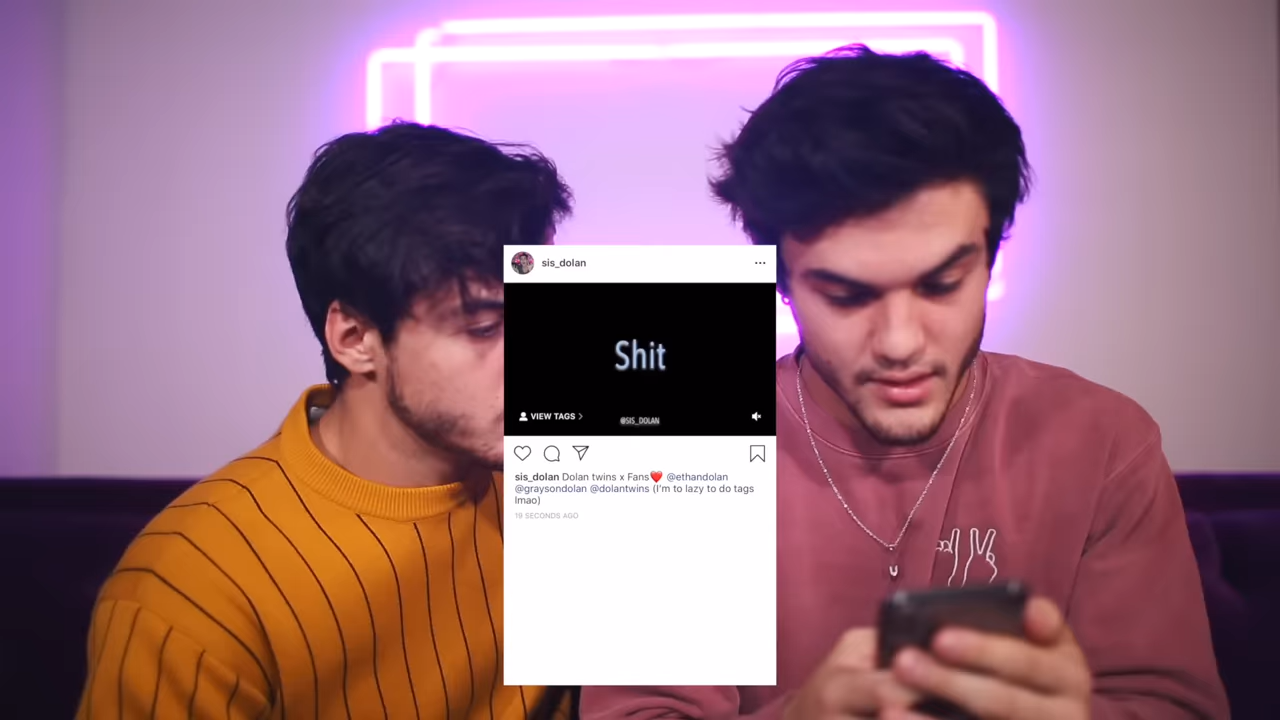 sis_dolan
Shit
VIEW TAGS
@SIS_DOLAN
sis_dolan Dolan twins x Fans❤️ @ethandolan
@graysondolan @dolantwins (I'm to lazy to do tags
lmao)
19 SECONDS AGO